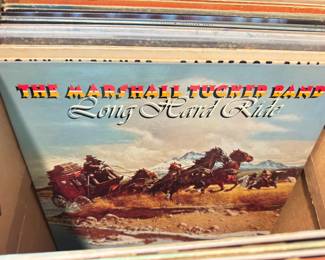 THE MARSHALL TUCKER BAND
Long Hard Ride